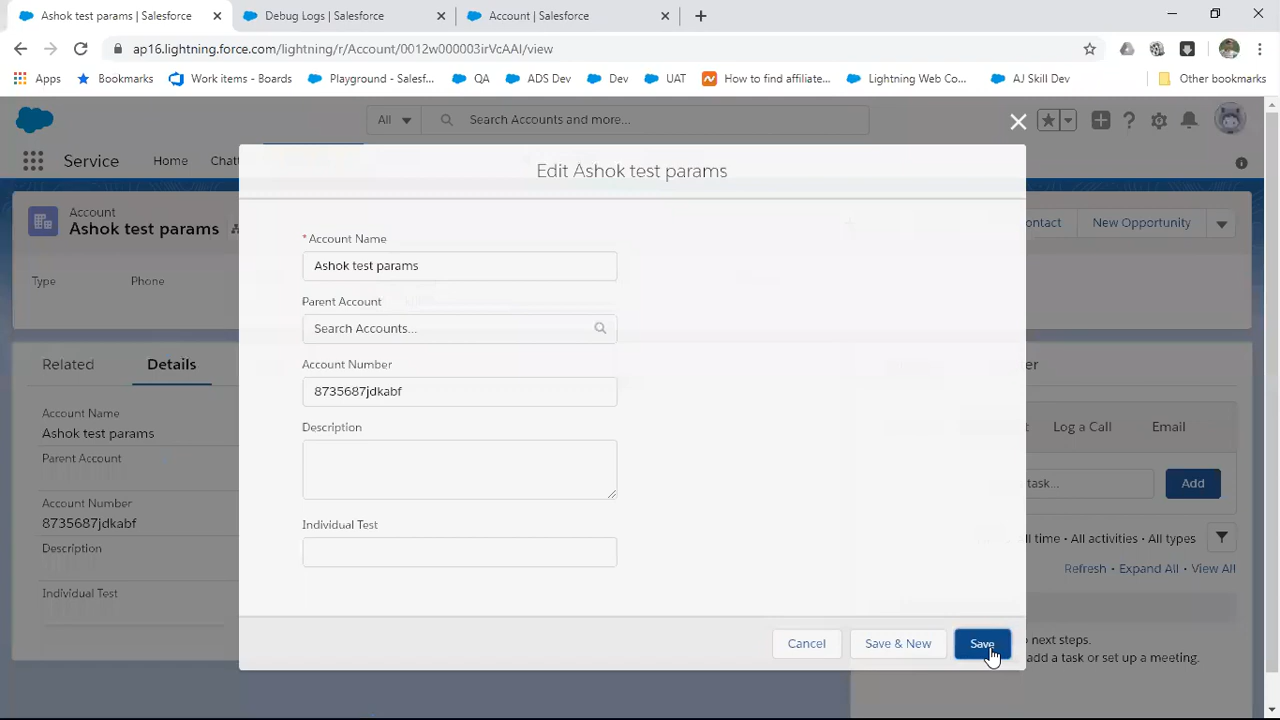 Ashok test params | Salesforce
Debug Logs | Salesforce
Account | Salesforce
ap16.lightning.force.com/lightning/r/Account/0012w000003irVcAAI/view
Apps
Bookmarks
Work items - Boards
Playground - Salesf...
QA
ADS Dev
Dev
UAT
How to find affiliate...
Lightning Web Co...
AJ Skill Dev
Other bookmarks
All
Search Accounts and more...
Service
Home
Chatt
Edit Ashok test params
Account
Ashok test params
ontact
New Opportunity
Type
Phone
* Account Name
Ashok test params
Parent Account
Search Accounts...
Account Number
8735687jdkabf
Description
Individual Test
Related
Details
Account Name
Ashok test params
Parent Account
Account Number
8735687jdkabf
Description
Individual Test
er
t
Log a Call
Email
task...
Add
All time • All activities • All types
Refresh • Expand All • View All
next steps.
add a task or set up a meeting.
Cancel
Save & New
Save